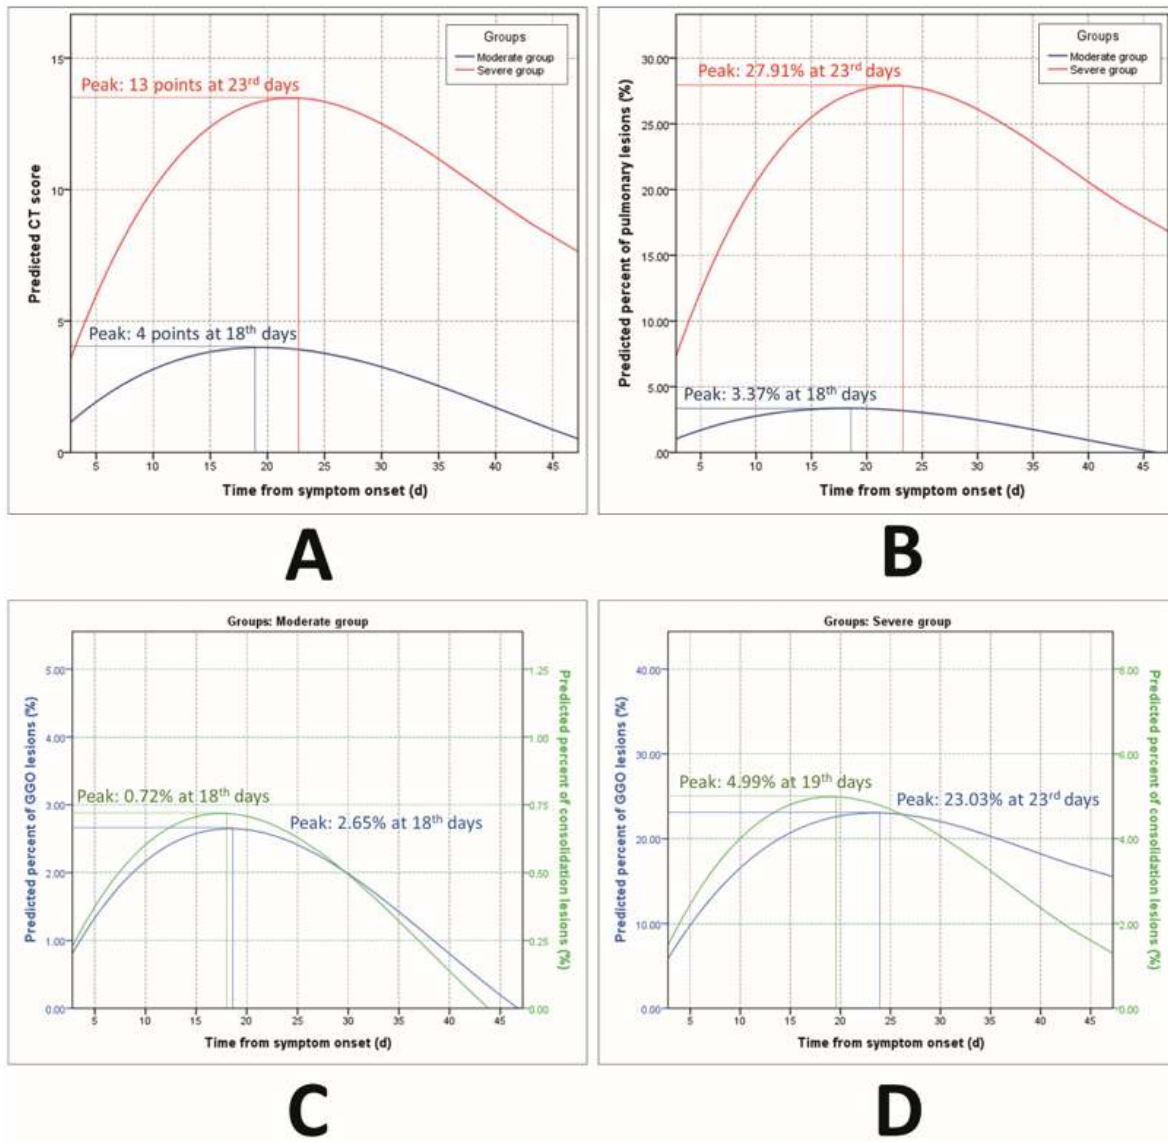 Groups
Moderate group
Severe group
Peak: 13 points at 23rd days
Peak: 4 points at 18th days
Predicted CT score
15
10
5
0
5 10 15 20 25 30 35 40 45
Time from symptom onset (d)
A
Groups
Moderate group
Severe group
Peak: 27.91% at 23rd days
Peak: 3.37% at 18th days
Predicted percent of pulmonary lesions (%)
30.00
25.00
20.00
15.00
10.00
5.00
.00
5 10 15 20 25 30 35 40 45
Time from symptom onset (d)
B
Groups: Moderate group
Predicted percent of GGO lesions (%)
5.00
4.00
3.00
2.00
1.00
0.00
Peak: 0.72% at 18th days
Peak: 2.65% at 18th days
1.25
1.00
0.75
0.50
0.25
0.00
Predicted percent of consolidation lesions (%)
5 10 15 20 25 30 35 40 45
Time from symptom onset (d)
C
Groups: Severe group
Predicted percent of GGO lesions (%)
40.00
30.00
20.00
10.00
0.00
Peak: 4.99% at 19th days
Peak: 23.03% at 23rd days
8.00
6.00
4.00
2.00
0.00
Predicted percent of consolidation lesions (%)
5 10 15 20 25 30 35 40 45
Time from symptom onset (d)
D